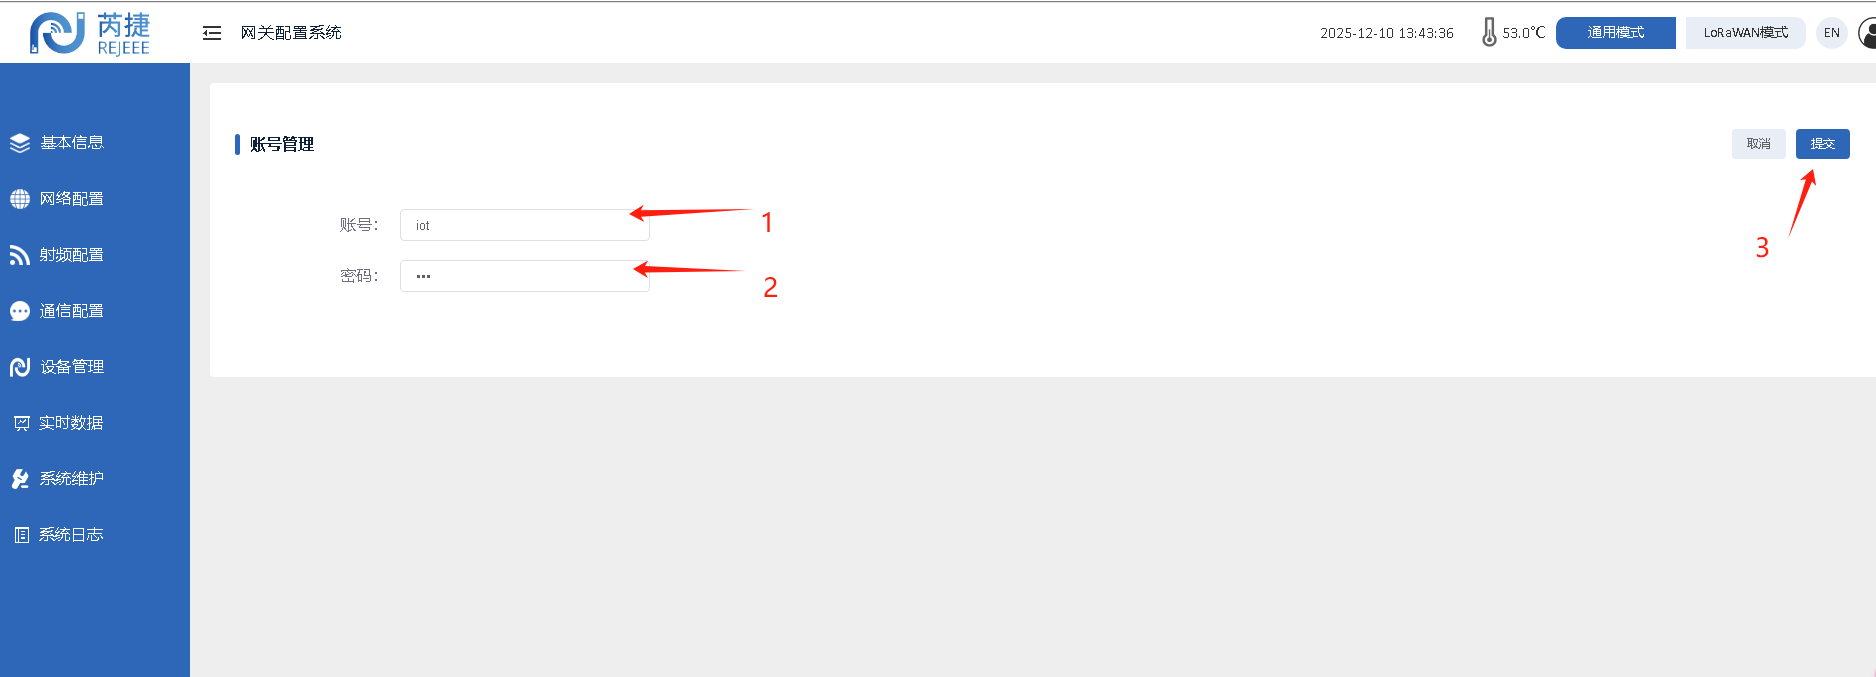 芮捷
REJEEE
网关配置系统
2025-12-10 13:43:36
53.0℃
通用模式
LoRaWAN模式
EN
基本信息
网络配置
射频配置
通信配置
设备管理
实时数据
系统维护
系统日志
账号管理
取消
提交
账号：
iot
1
密码：
•••
2
3